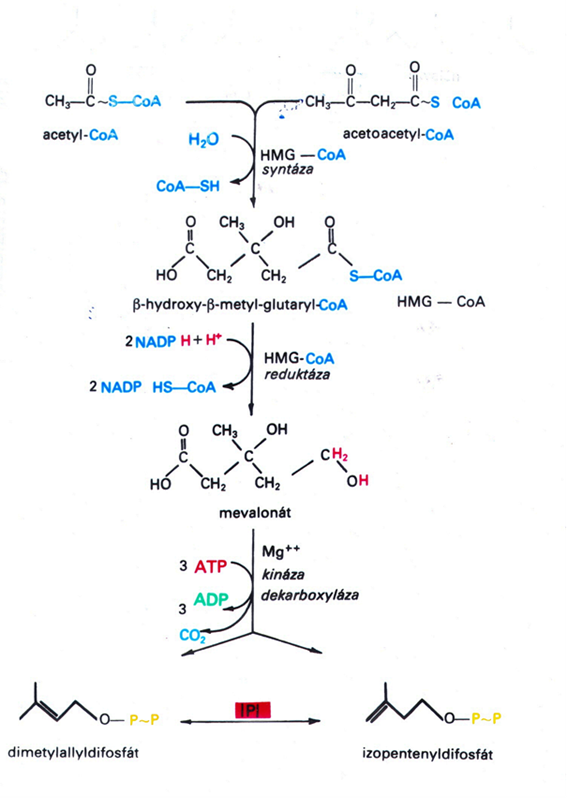 O O O
CH₃—C~S—CoA CH₃—C—CH₂—C~S CoA
acetyl-CoA acetoacetyl-CoA
H₂O
HMG—CoA
syntáza
CoA—SH
O CH₃ OH O
C C C
HO CH₂ CH₂ S—CoA
β-hydroxy-β-metyl-glutaryl-CoA HMG — CoA
2 NADP H + H⁺
HMG-CoA
reduktáza
2 NADP HS—CoA
O CH₃ OH
C C CH₂
HO CH₂ CH₂ OH
mevalonát
Mg⁺⁺
3 ATP
kináza
dekarboxyláza
3 ADP
CO₂
O—P~P IPI O—P~P
dimetylallyldifosfát izopentenyldifosfát